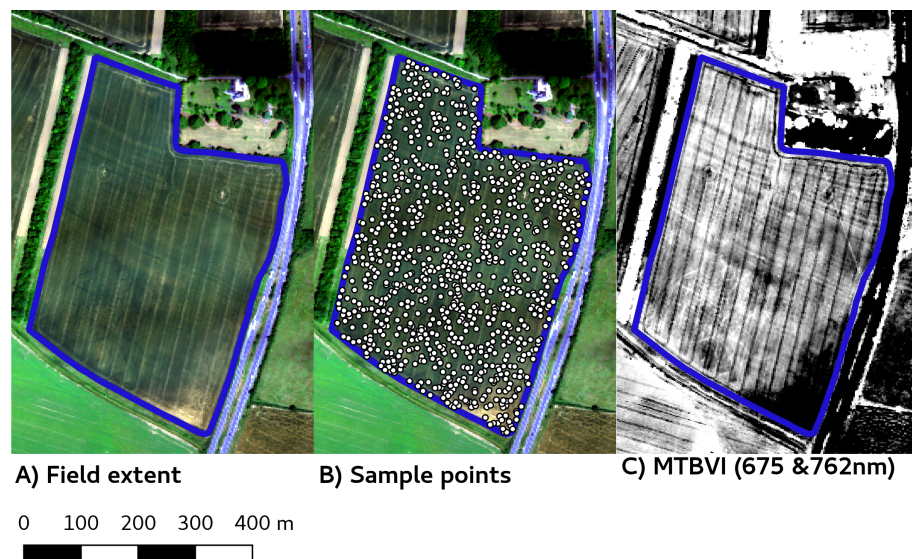 A) Field extent
B) Sample points
C) MTBVI (675 &762nm)
0 100 200 300 400 m